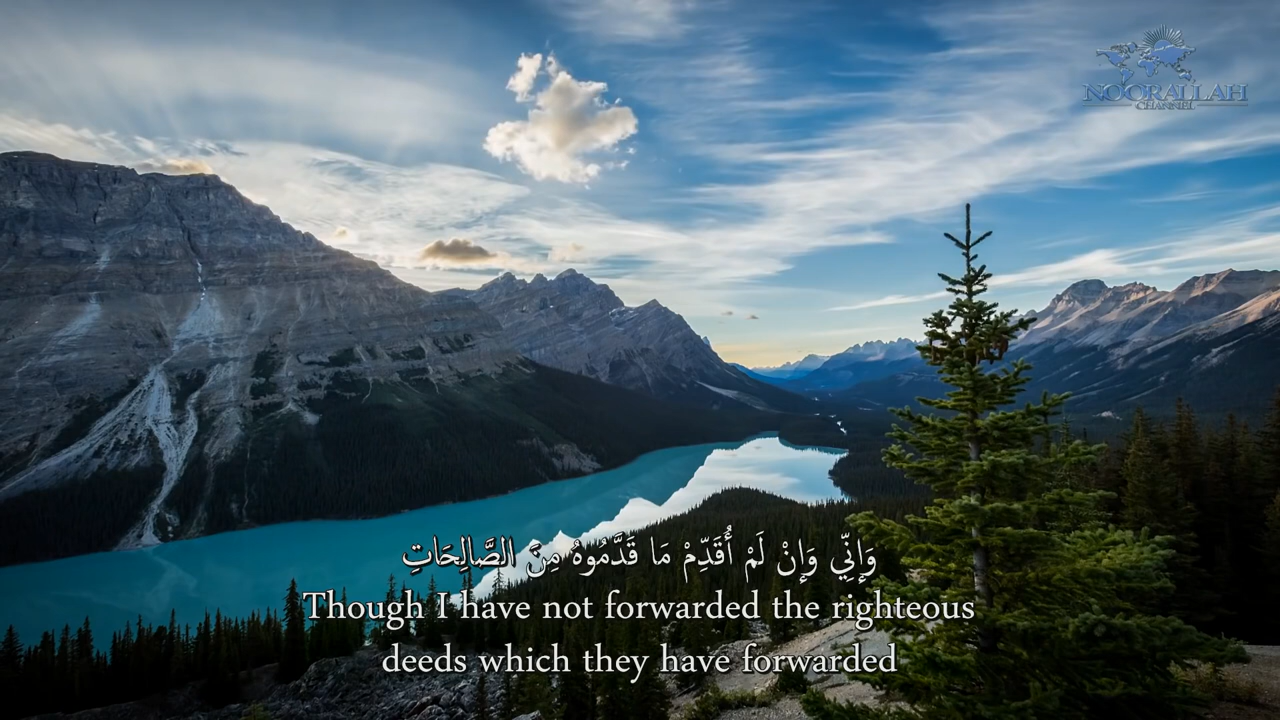 NOORALLAH
CHANNEL
وَإِنِّي وَإِنْ لَمْ أُقَدِّمْ مَا قَدَّمُوهُ مِنَ الصَّالِحَاتِ
Though I have not forwarded the righteous
deeds which they have forwarded